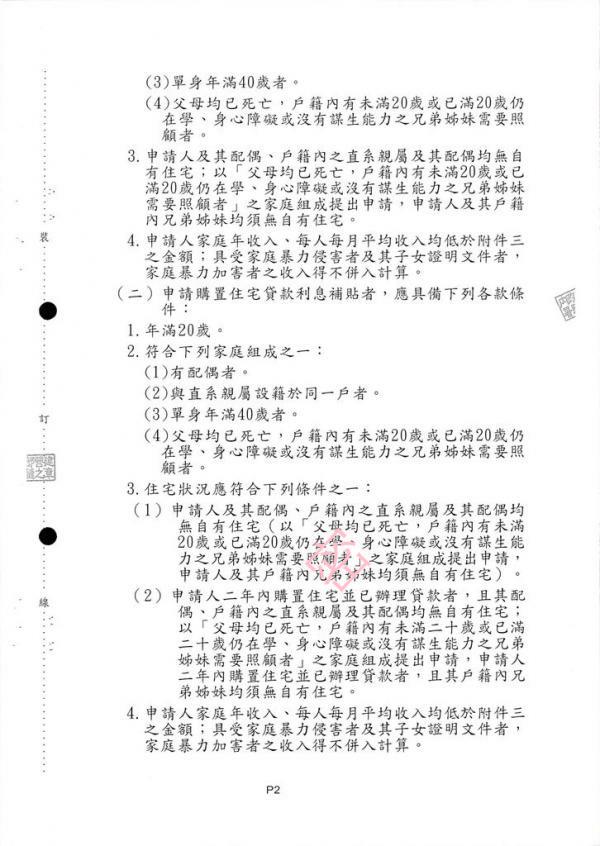 (3)單身年滿40歲者。
(4)父母均已死亡，戶籍內有未滿20歲或已滿20歲仍
在學、身心障礙或沒有謀生能力之兄弟姊妹需要照
顧者。
3.申請人及其配偶、戶籍內之直系親屬及其配偶均無自
有住宅；以「父母均已死亡，戶籍內有未滿20歲或已
滿20歲仍在學、身心障礙或沒有謀生能力之兄弟姊妹
需要照顧者」之家庭組成提出申請，申請人及其戶籍
內兄弟姊妹均須無自有住宅。
4.申請人家庭年收入、每人每月平均收入均低於附件三
之金額；具受家庭暴力侵害者及其子女證明文件者，
家庭暴力加害者之收入得不併入計算。
(二)申請購置住宅貸款利息補貼者，應具備下列各款條
件：
1.年滿20歲。
2.符合下列家庭組成之一：
(1)有配偶者。
(2)與直系親屬設籍於同一戶者。
(3)單身年滿40歲者。
(4)父母均已死亡，戶籍內有未滿20歲或已滿20歲仍
在學、身心障礙或沒有謀生能力之兄弟姊妹需要照
顧者。
3.住宅狀況應符合下列條件之一：
(1) 申請人及其配偶、戶籍內之直系親屬及其配偶均
無自有住宅(以「父母均已死亡，戶籍內有未滿
20歲或已滿20歲仍在學、身心障礙或沒有謀生能
力之兄弟姊妹需要照顧者」之家庭組成提出申請，
申請人及其戶籍內兄弟姊妹均須無自有住宅)。
(2) 申請人二年內購置住宅並已辦理貸款者，且其配
偶、戶籍內之直系親屬及其配偶均無自有住宅；
以「父母均已死亡，戶籍內有未滿二十歲或已滿
二十歲仍在學、身心障礙或沒有謀生能力之兄弟
姊妹需要照顧者」之家庭組成提出申請，申請人
二年內購置住宅並已辦理貸款者，且其戶籍內兄
弟姊妹均須無自有住宅。
4.申請人家庭年收入、每人每月平均收入均低於附件三
之金額；具受家庭暴力侵害者及其子女證明文件者，
家庭暴力加害者之收入得不併入計算。
裝
訂
線
P2